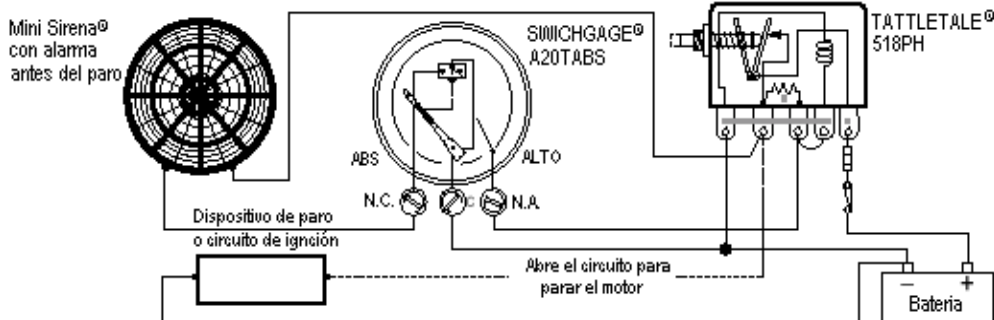 Mini Sirena®
con alarma
antes del paro
SWICHGAGE®
A20TABS
TATTLETALE®
518PH
ABS
ALTO
N.C.
C
N.A.
Dispositivo de paro
o circuito de ignción
Abre el circuito para
parar el motor
− +
Bateria